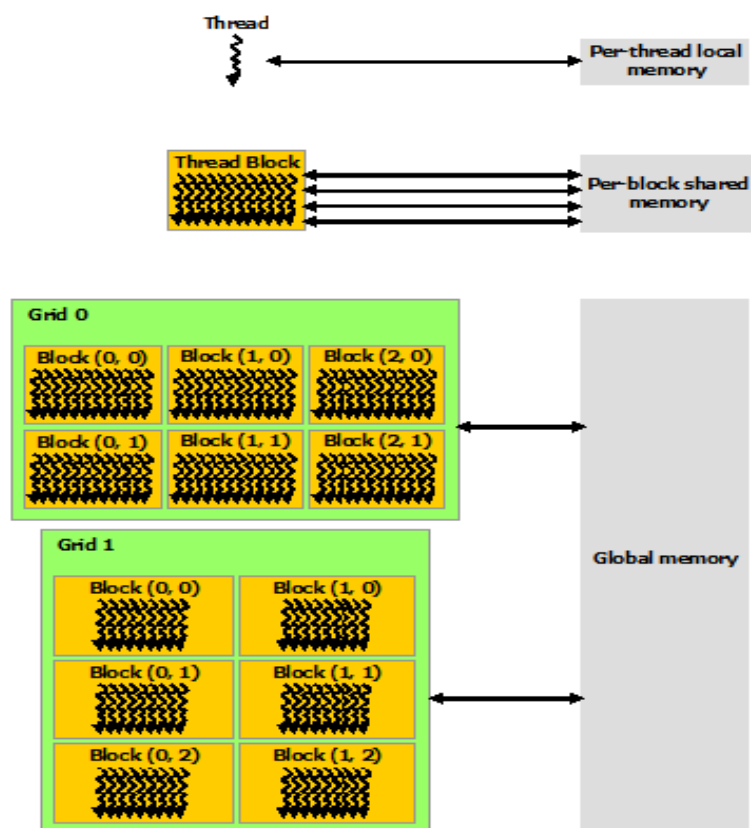 Thread
Per-thread local
memory
Thread Block
Per-block shared
memory
Grid 0
Block (0, 0)
Block (1, 0)
Block (2, 0)
Block (0, 1)
Block (1, 1)
Block (2, 1)
Grid 1
Global memory
Block (0, 0)
Block (1, 0)
Block (0, 1)
Block (1, 1)
Block (0, 2)
Block (1, 2)